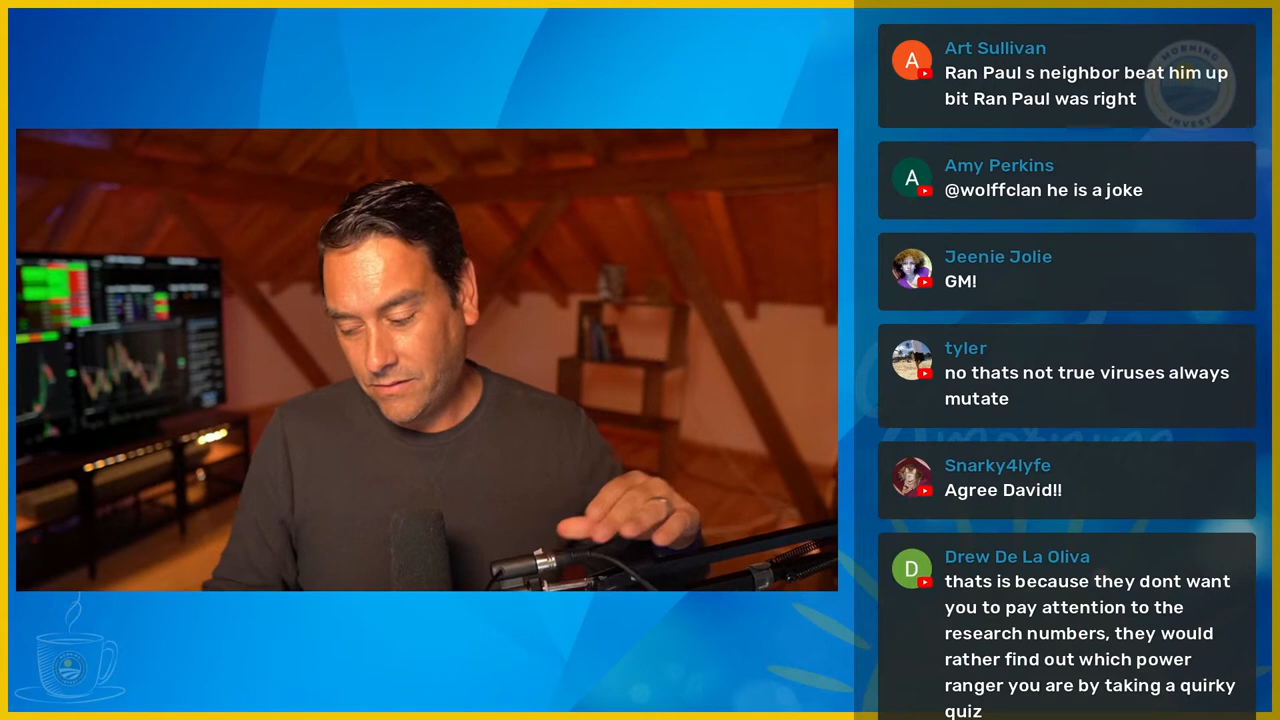 Art Sullivan
Ran Paul s neighbor beat him up
bit Ran Paul was right
Amy Perkins
@wolffclan he is a joke
Jeenie Jolie
GM!
tyler
no thats not true viruses always
mutate
Snarky4lyfe
Agree David!!
Drew De La Oliva
thats is because they dont want
you to pay attention to the
research numbers, they would
rather find out which power
ranger you are by taking a quirky
quiz
A
A
D
MORNING
INVEST